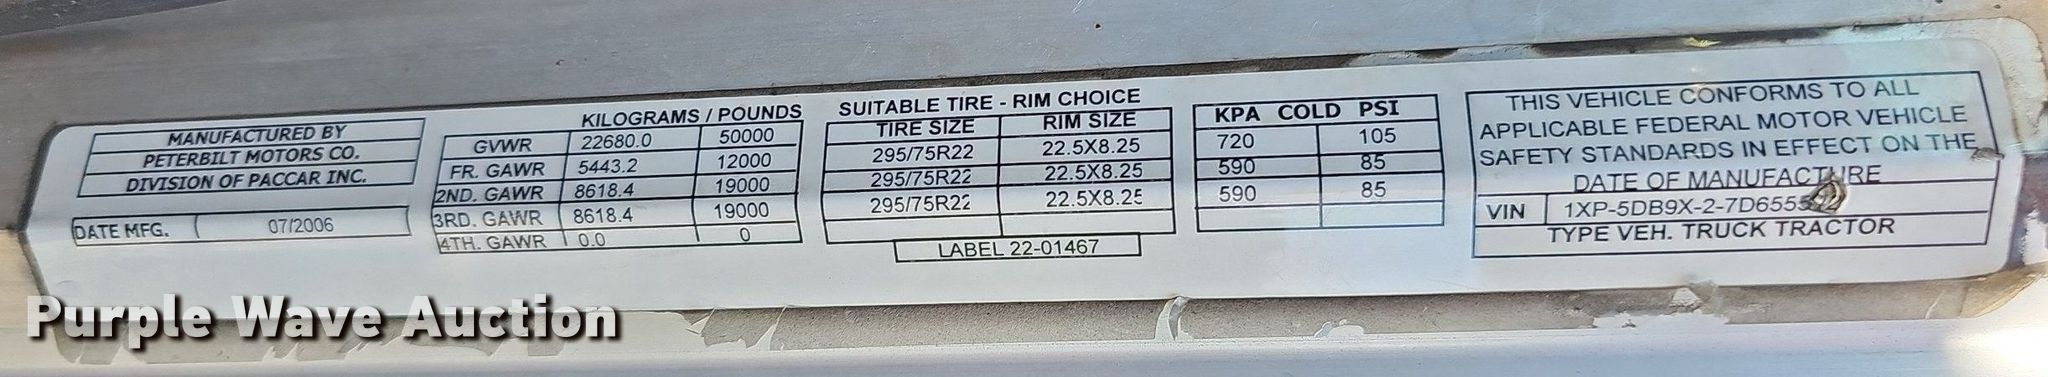 MANUFACTURED BY
PETERBILT MOTORS CO.
DIVISION OF PACCAR INC.
DATE MFG. 07/2006
KILOGRAMS / POUNDS
GVWR 22680.0 50000
FR. GAWR 5443.2 12000
2ND. GAWR 8618.4 19000
3RD. GAWR 8618.4 19000
4TH. GAWR 0.0 0
SUITABLE TIRE - RIM CHOICE
TIRE SIZE RIM SIZE
295/75R22 22.5X8.25
295/75R22 22.5X8.25
295/75R22 22.5X8.25
LABEL 22-01467
KPA COLD PSI
720 105
590 85
590 85
THIS VEHICLE CONFORMS TO ALL
APPLICABLE FEDERAL MOTOR VEHICLE
SAFETY STANDARDS IN EFFECT ON THE
DATE OF MANUFACTURE
VIN
TYPE VEH. TRUCK TRACTOR
Purple Wave Auction